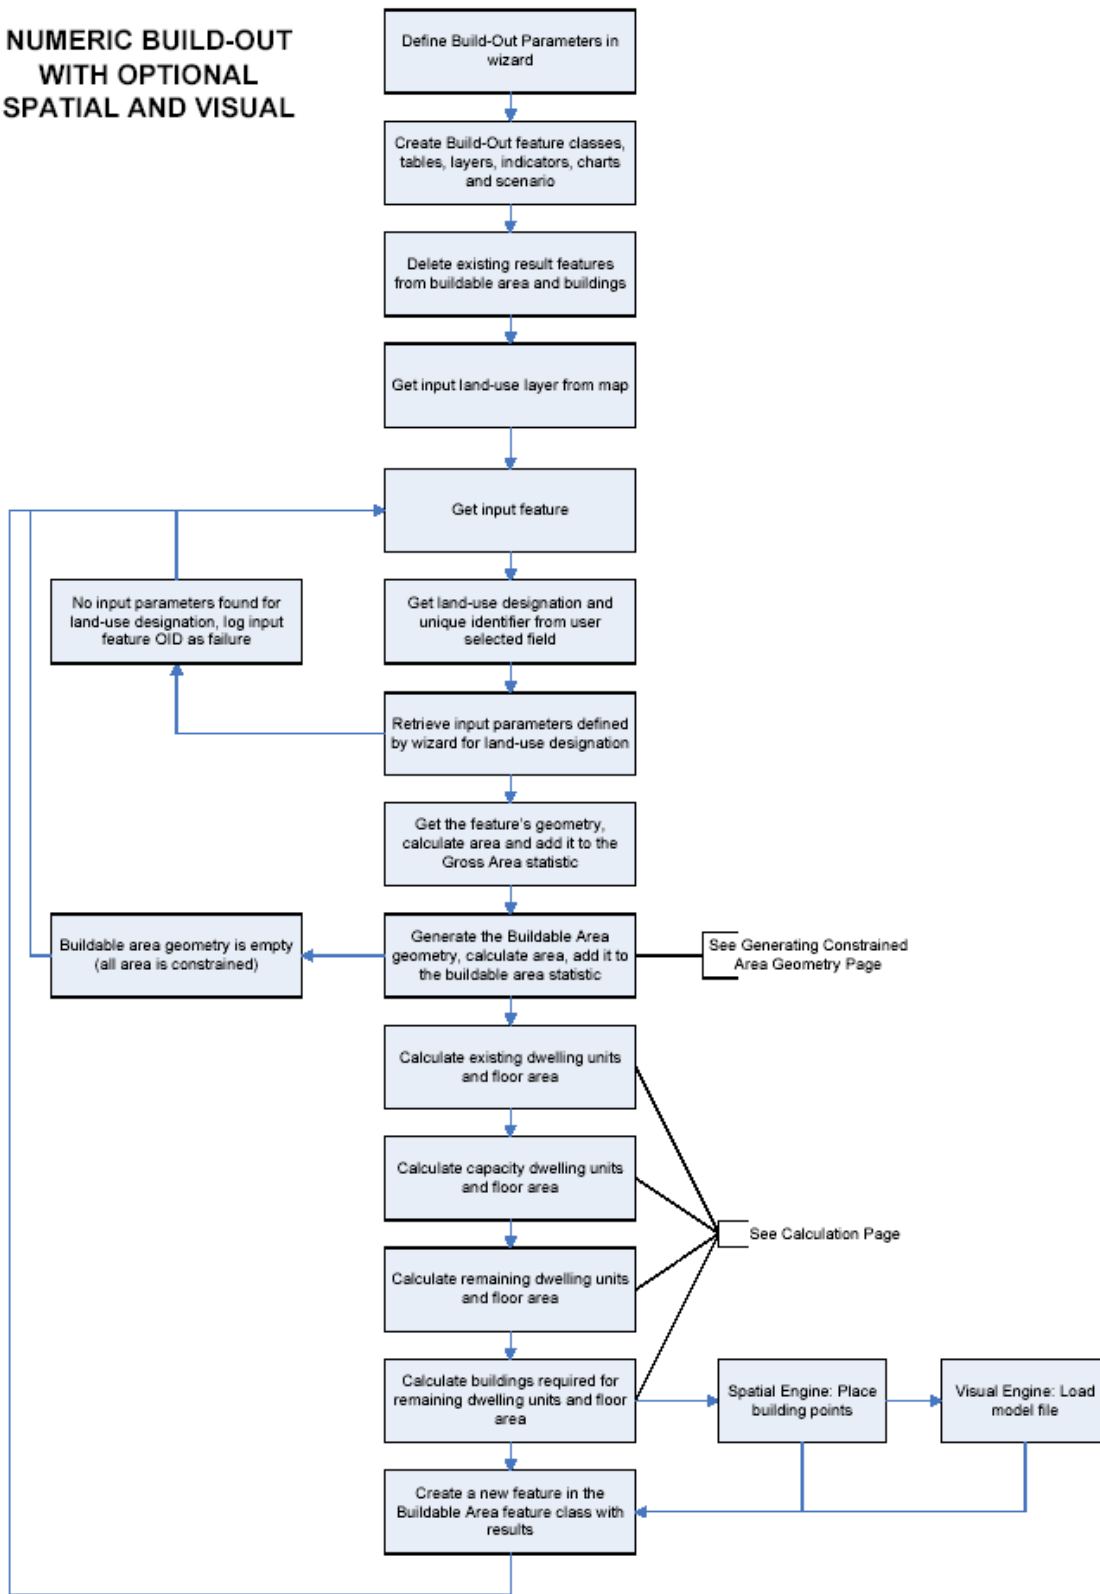 NUMERIC BUILD-OUT
WITH OPTIONAL
SPATIAL AND VISUAL
Define Build-Out Parameters in
wizard
Create Build-Out feature classes,
tables, layers, indicators, charts
and scenario
Delete existing result features
from buildable area and buildings
Get input land-use layer from map
Get input feature
No input parameters found for
land-use designation, log input
feature OID as failure
Get land-use designation and
unique identifier from user
selected field
Retrieve input parameters defined
by wizard for land-use designation
Get the feature's geometry,
calculate area and add it to the
Gross Area statistic
Buildable area geometry is empty
(all area is constrained)
Generate the Buildable Area
geometry, calculate area, add it to
the buildable area statistic
See Generating Constrained
Area Geometry Page
Calculate existing dwelling units
and floor area
Calculate capacity dwelling units
and floor area
See Calculation Page
Calculate remaining dwelling units
and floor area
Calculate buildings required for
remaining dwelling units and floor
area
Spatial Engine: Place
building points
Visual Engine: Load
model file
Create a new feature in the
Buildable Area feature class with
results